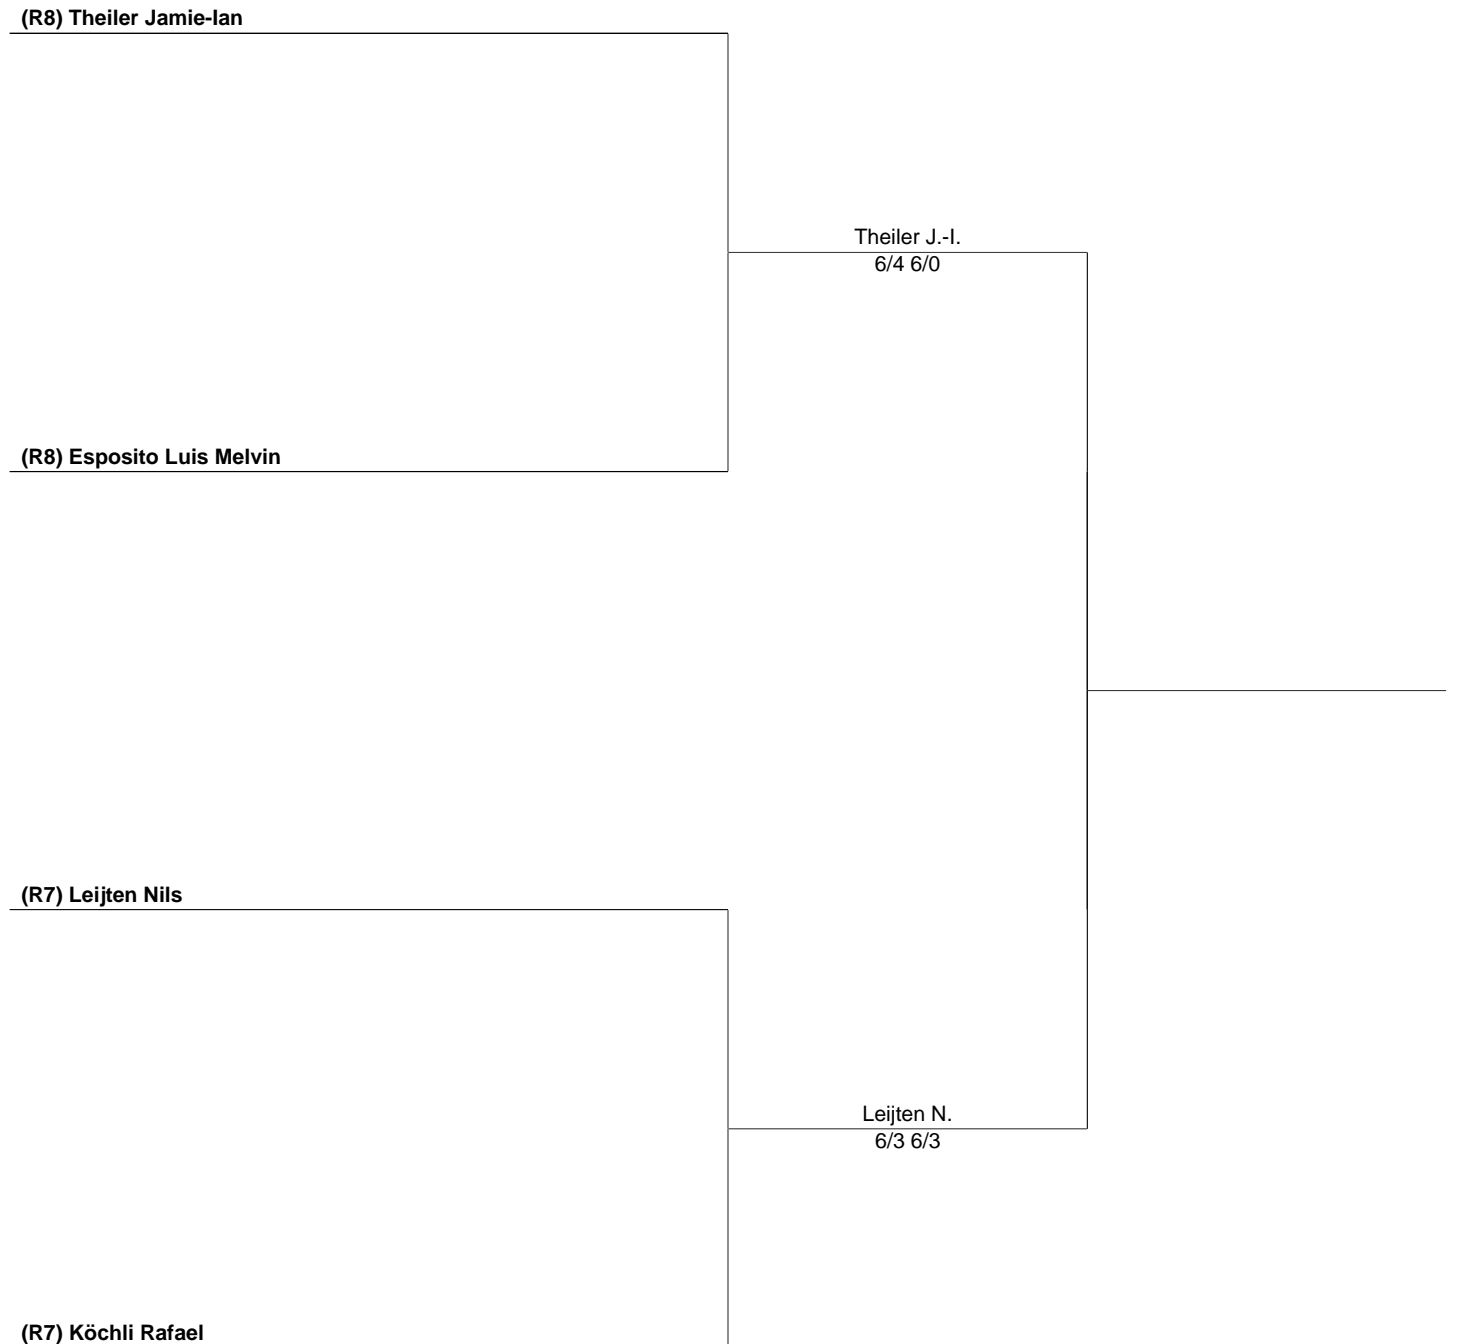 (R8) Theiler Jamie-Ian
Theiler J.-I.
6/4 6/0
(R8) Esposito Luis Melvin
(R7) Leijten Nils
Leijten N.
6/3 6/3
(R7) Köchli Rafael